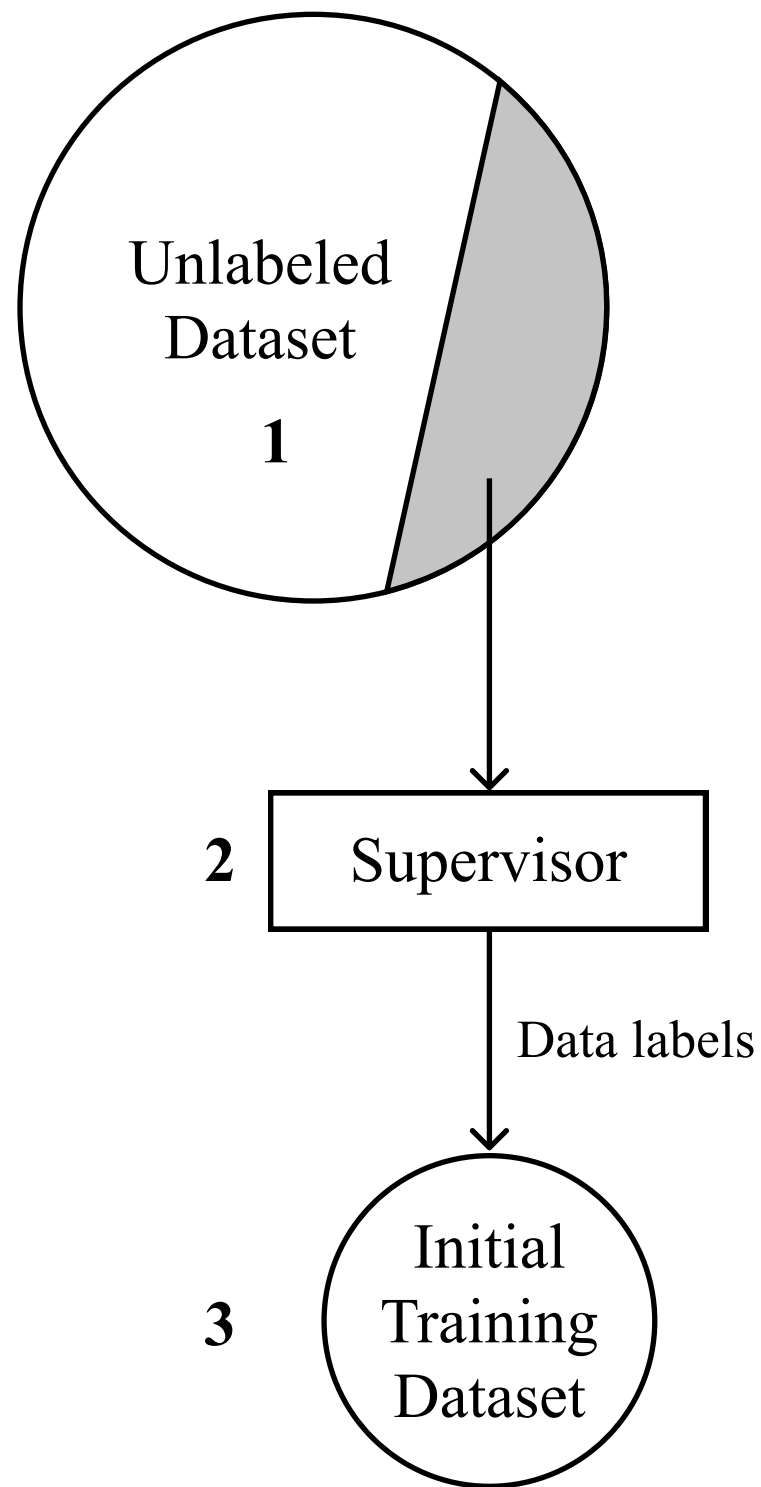 Unlabeled
Dataset
1
2
Supervisor
Data labels
Initial
3
Training
Dataset